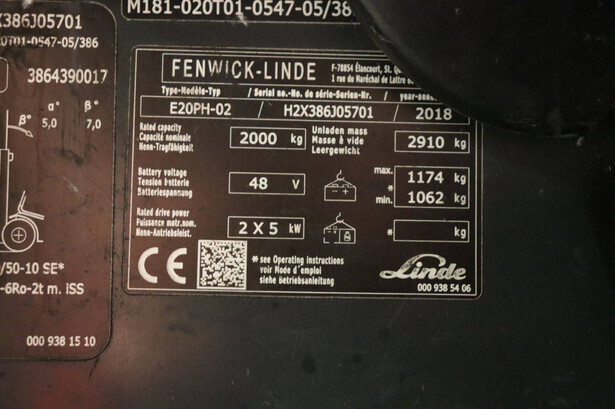 M181-020T01-0547-05/38
X386J05701
20T01-0547-05/386
3864390017
α° β°
β° 5,0 7,0
/50-10 SE*
-6Ro-2t m. iSS
000 938 15 10
FENWICK-LINDE
F-78854 Élancourt, St.
1 rue du Maréchal de Lattre
Type-Modèle-Typ / Serial no.-No. de série-Serien-Nr. /
E20PH-02 / H2X386J05701 / 2018
Rated capacity
Capacité nominale
Nenn-Tragfähigkeit
2000 kg
Unladen mass
Masse à vide
Leergewicht
2910 kg
Battery voltage
Tension batterie
Batteriespannung
48 V
max. 1174 kg
*
min. 1062 kg
Rated drive power
Puissance mot.nom.
Nenn-Antriebsleist.
2 X 5 kW
* kg
CE
* see Operating instructions
voir Mode d'emploi
siehe Betriebsanleitung
Linde
000 938 54 06